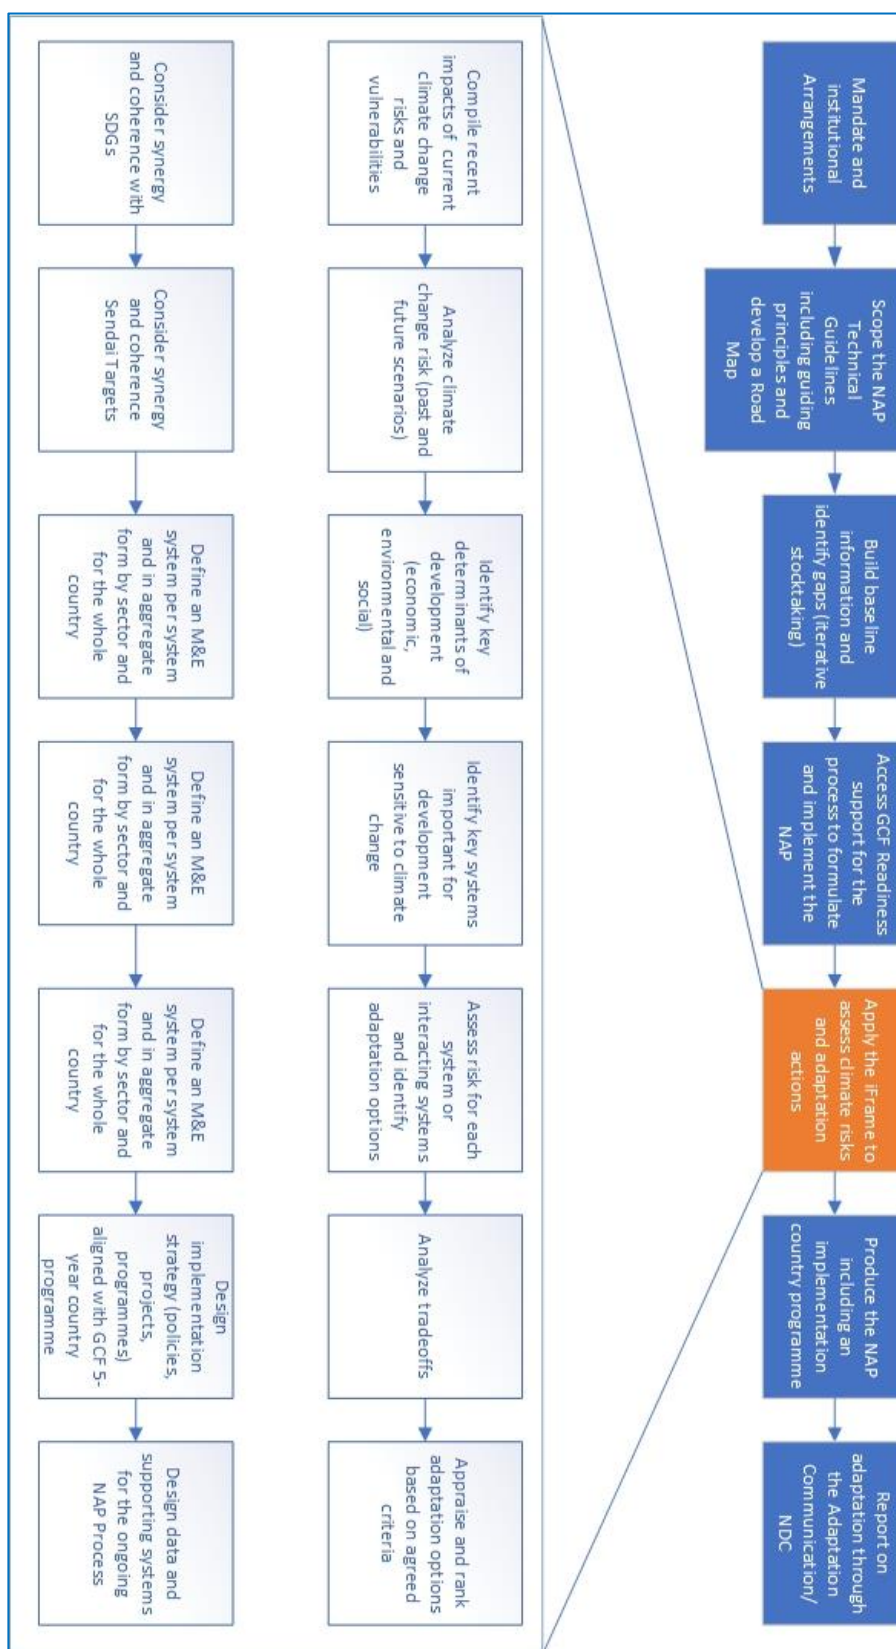 Mandate and
institutional
Arrangements
Scope the NAP
Technical
Guidelines
including guiding
principles and
develop a Road
Map
Build baseline
information and
identify gaps (iterative
stocktaking)
Access GCF Readiness
support for the
process to formulate
and implement the
NAP
Apply the iFrame to
assess climate risks
and adaptation
actions
Produce the NAP
including an
implementation
country programme
Report on
adaptation through
the Adaptation
Communication/
NDC
Compile recent
impacts of current
climate change
risks and
vulnerabilities
Analyze climate
change risk (past and
future scenarios)
Identify key
determinants of
development
(economic,
environmental and
social)
Identify key systems
important for
development
sensitive to climate
change
Assess risk for each
system or
interacting systems
and identify
adaptation options
Analyze tradeoffs
Appraise and rank
adaptation options
based on agreed
criteria
Consider synergy
and coherence with
SDGs
Consider synergy
and coherence
Sendai Targets
Define an M&E
system per system
and in aggregate
form by sector and
for the whole
country
Define an M&E
system per system
and in aggregate
form by sector and
for the whole
country
Define an M&E
system per system
and in aggregate
form by sector and
for the whole
country
Design
implementation
strategy (policies,
projects,
programmes)
aligned with GCF 5-
year country
programme
Design data and
supporting systems
for the ongoing
NAP Process